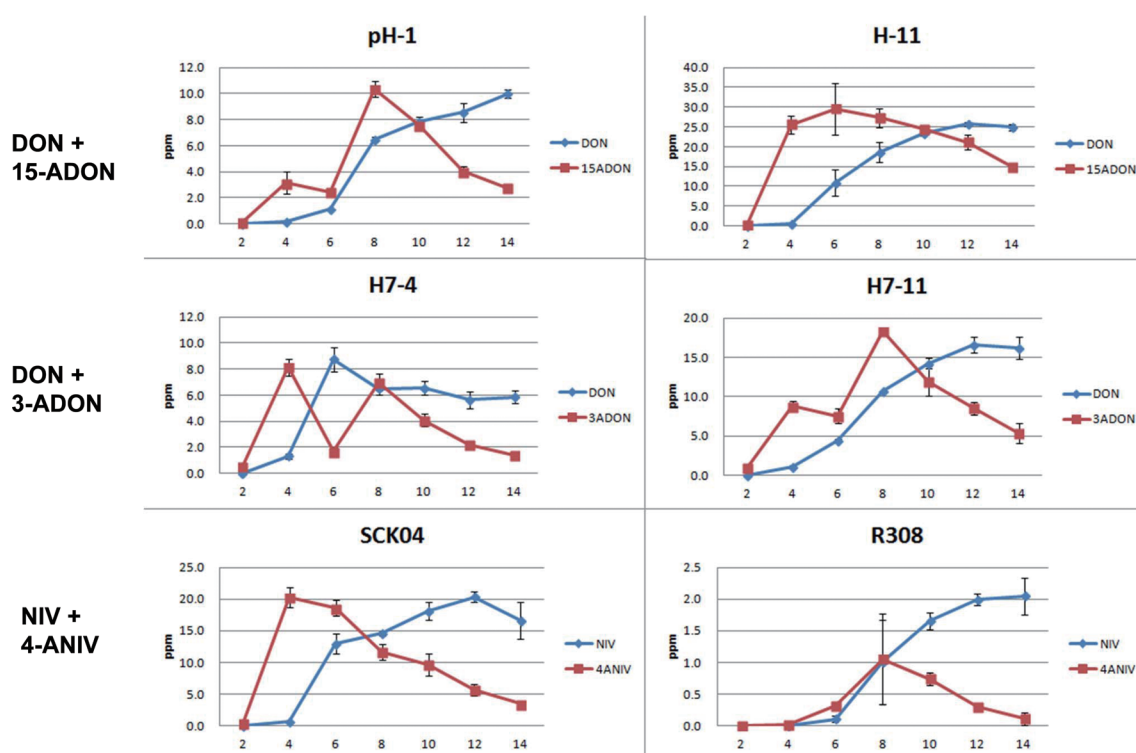 DON +
15-ADON
pH-1
12.0
10.0
8.0
6.0
4.0
2.0
0.0
ppm
2 4 6 8 10 12 14
DON
15ADON
H-11
40.0
35.0
30.0
25.0
20.0
15.0
10.0
5.0
0.0
ppm
2 4 6 8 10 12 14
DON
15ADON
DON +
3-ADON
H7-4
12.0
10.0
8.0
6.0
4.0
2.0
0.0
ppm
2 4 6 8 10 12 14
DON
3ADON
H7-11
20.0
15.0
10.0
5.0
0.0
ppm
2 4 6 8 10 12 14
DON
3ADON
NIV +
4-ANIV
SCK04
25.0
20.0
15.0
10.0
5.0
0.0
ppm
2 4 6 8 10 12 14
NIV
4ANIV
R308
2.5
2.0
1.5
1.0
0.5
0.0
ppm
2 4 6 8 10 12 14
NIV
4ANIV